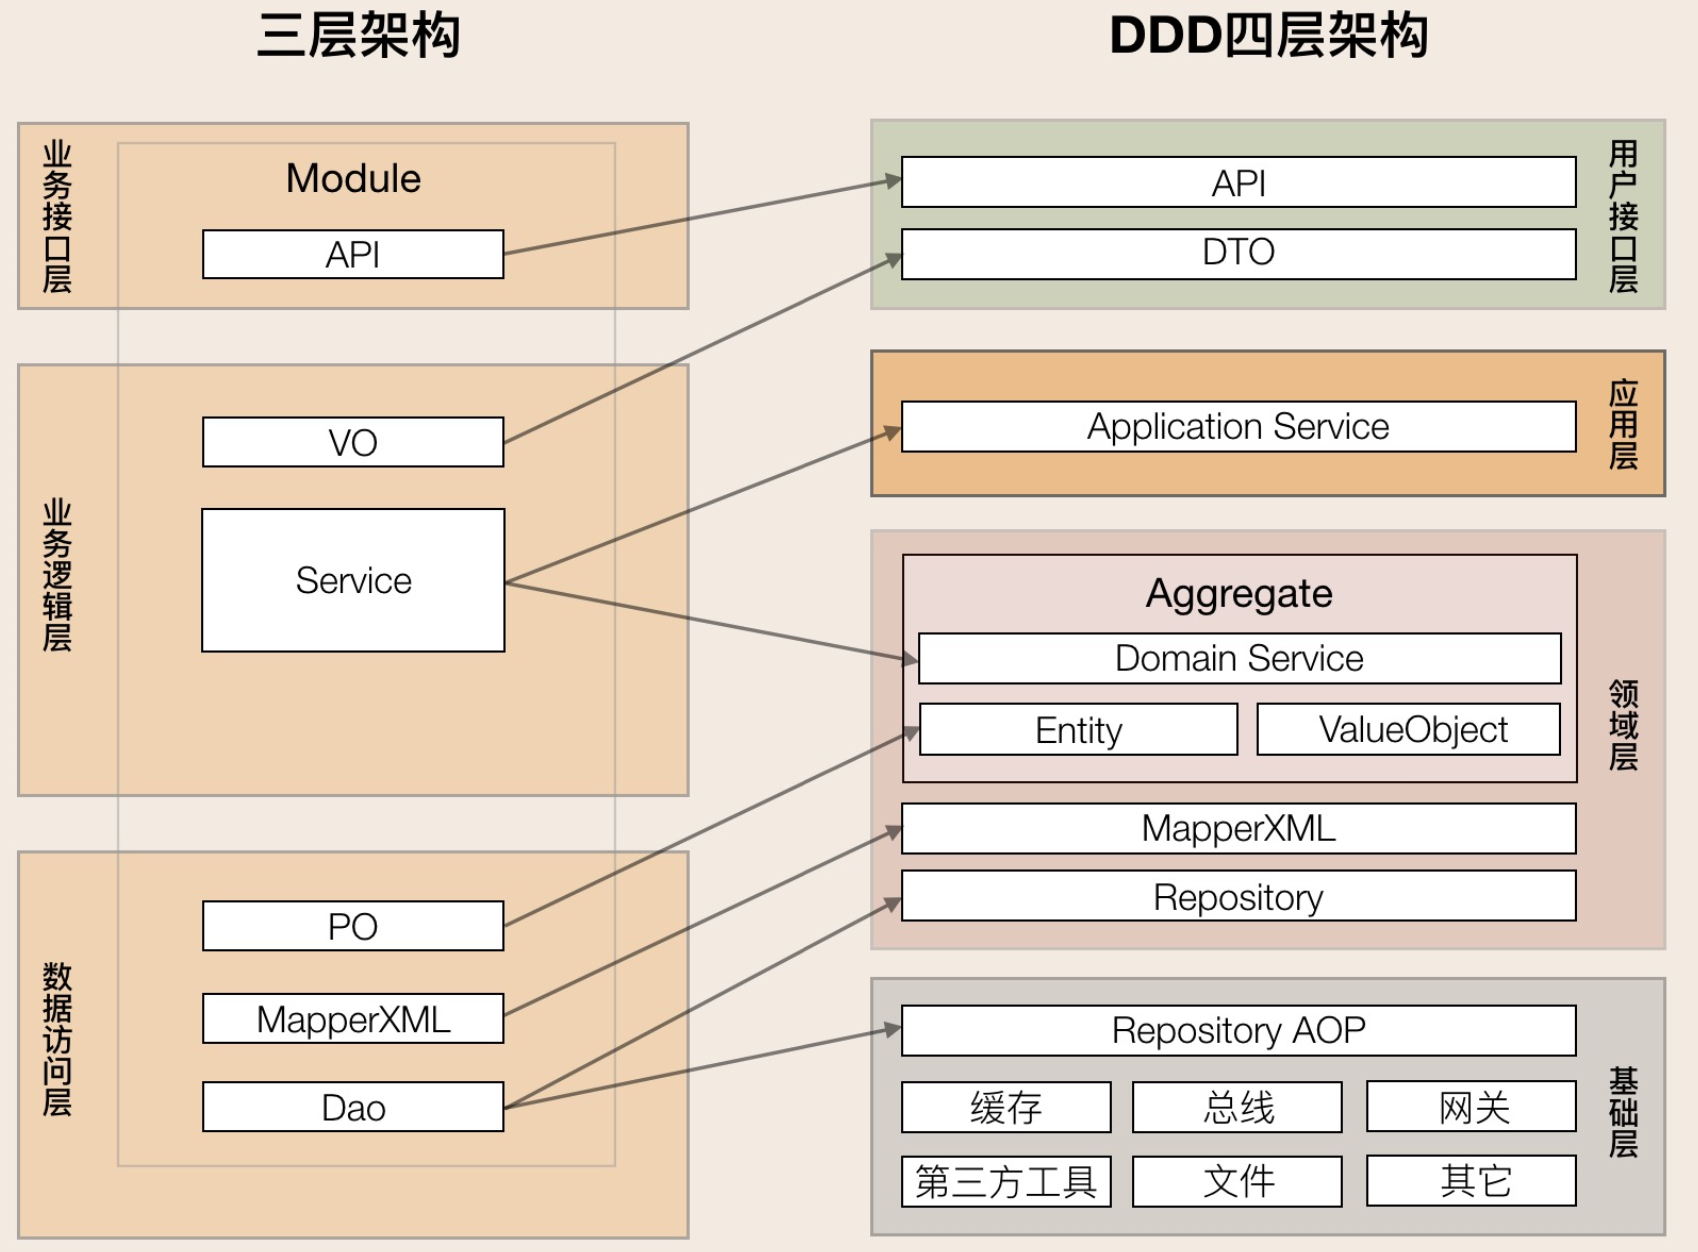 三层架构
DDD四层架构
业务接口层
Module
API
业务逻辑层
VO
Service
数据访问层
PO
MapperXML
Dao
API
DTO
用户接口层
Application Service
应用层
Aggregate
Domain Service
Entity
ValueObject
MapperXML
Repository
领域层
Repository AOP
缓存
总线
网关
第三方工具
文件
其它
基础层